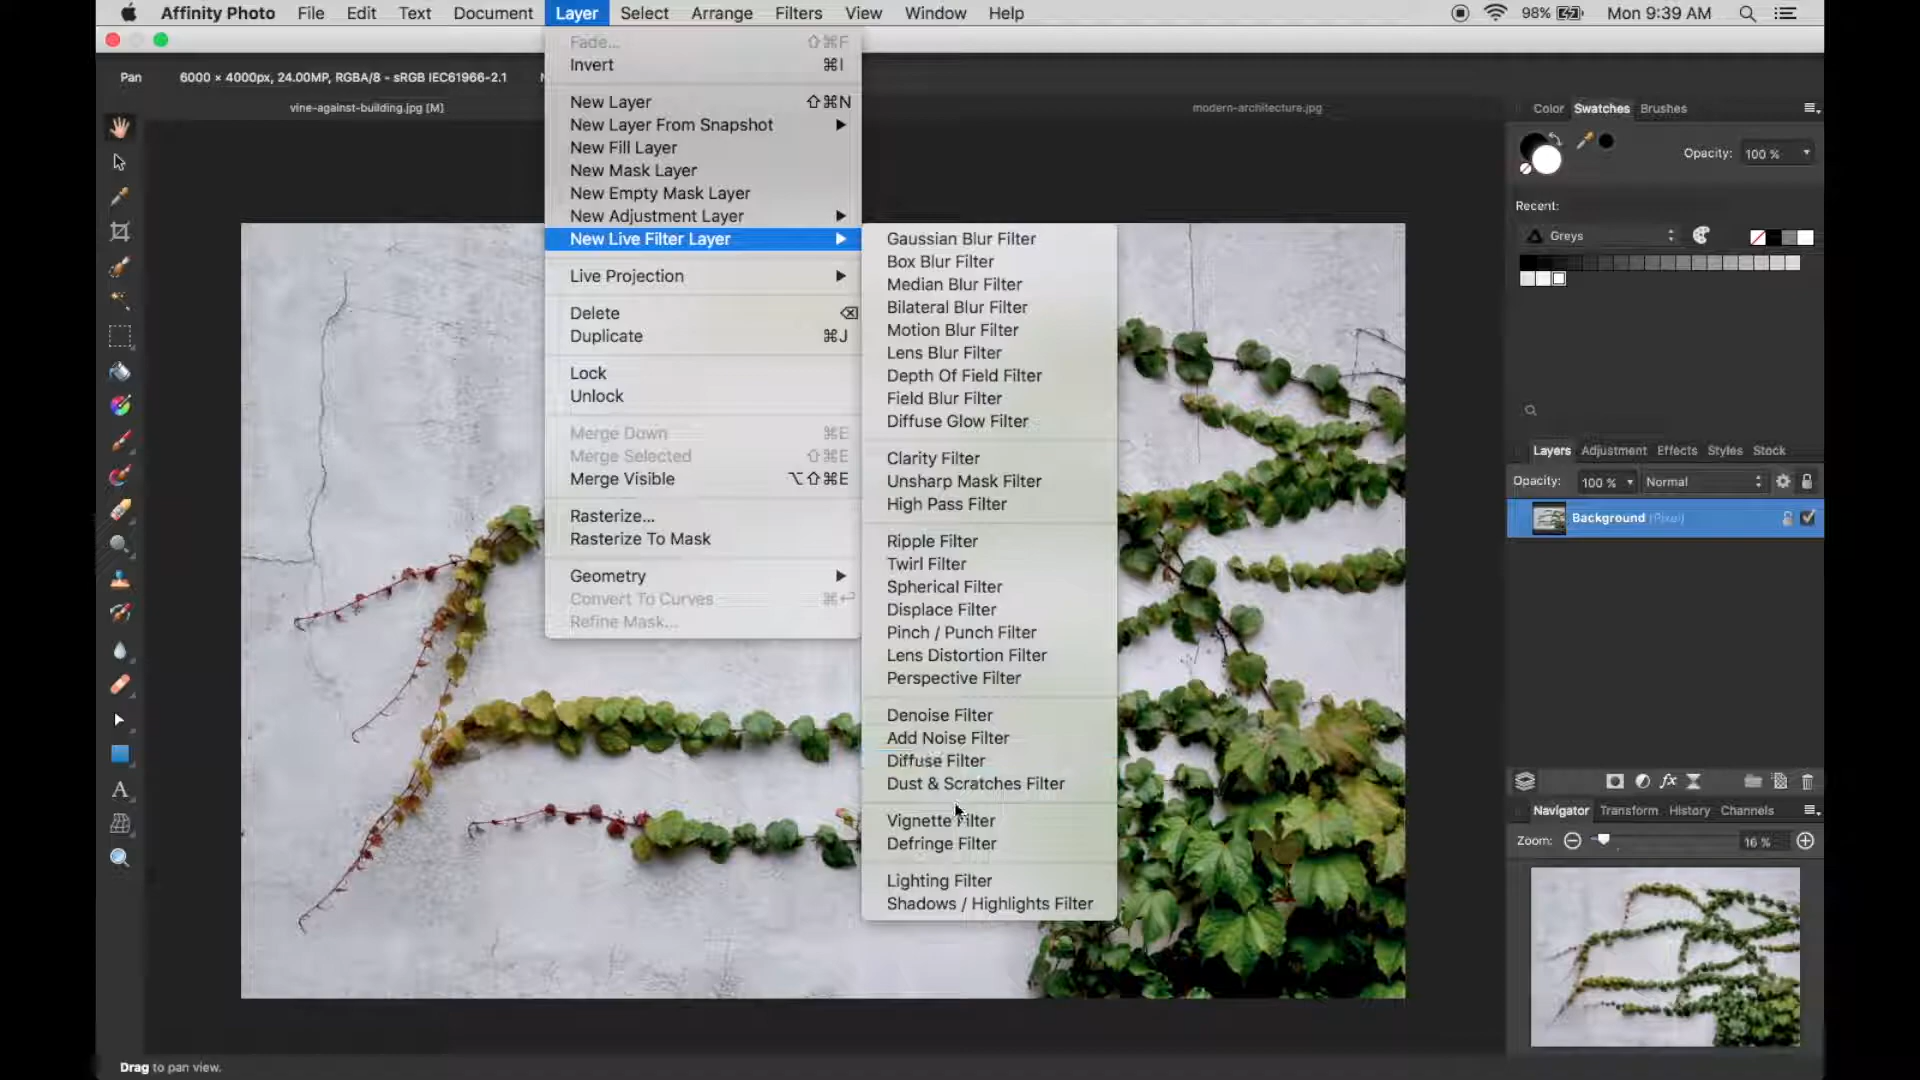 Affinity Photo File Edit Text Document Layer Select Arrange Filters View Window Help 98% Mon 9:39 AM
Pan 6000 × 4000px, 24.00MP, RGBA/8 - sRGB IEC61966-2.1
vine-against-building.jpg [M] modern-architecture.jpg
Fade... ⇧⌘F
Invert ⌘I
New Layer ⇧⌘N
New Layer From Snapshot
New Fill Layer
New Mask Layer
New Empty Mask Layer
New Adjustment Layer
New Live Filter Layer
Live Projection
Delete ⌫
Duplicate ⌘J
Lock
Unlock
Merge Down ⌘E
Merge Selected ⇧⌘E
Merge Visible ⌥⇧⌘E
Rasterize...
Rasterize To Mask
Geometry
Convert To Curves ⌘↩
Refine Mask...
Gaussian Blur Filter
Box Blur Filter
Median Blur Filter
Bilateral Blur Filter
Motion Blur Filter
Lens Blur Filter
Depth Of Field Filter
Field Blur Filter
Diffuse Glow Filter
Clarity Filter
Unsharp Mask Filter
High Pass Filter
Ripple Filter
Twirl Filter
Spherical Filter
Displace Filter
Pinch / Punch Filter
Lens Distortion Filter
Perspective Filter
Denoise Filter
Add Noise Filter
Diffuse Filter
Dust & Scratches Filter
Vignette Filter
Defringe Filter
Lighting Filter
Shadows / Highlights Filter
Color Swatches Brushes
Opacity: 100 %
Recent:
Greys
Layers Adjustment Effects Styles Stock
Opacity: 100 % Normal
Background (Pixel)
fx
Navigator Transform History Channels
Zoom: 16 %
A
Drag to pan view.